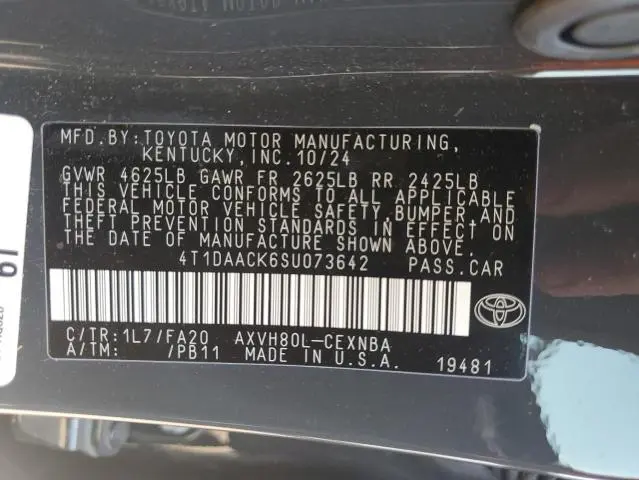 MFD.BY:TOYOTA MOTOR MANUFACTURING,
KENTUCKY,INC.10/24
GVWR 4625LB GAWR FR 2625LB RR 2425LB
THIS VEHICLE CONFORMS TO ALL APPLICABLE
FEDERAL MOTOR VEHICLE SAFETY,BUMPER,AND
THEFT PREVENTION STANDARDS IN EFFECT ON
THE DATE OF MANUFACTURE SHOWN ABOVE.
4T1DAACK6SU073642 PASS.CAR
C/TR:1L7/FA20 AXVH80L-CEXNBA
A/TM: /PB11 MADE IN U.S.A. 19481